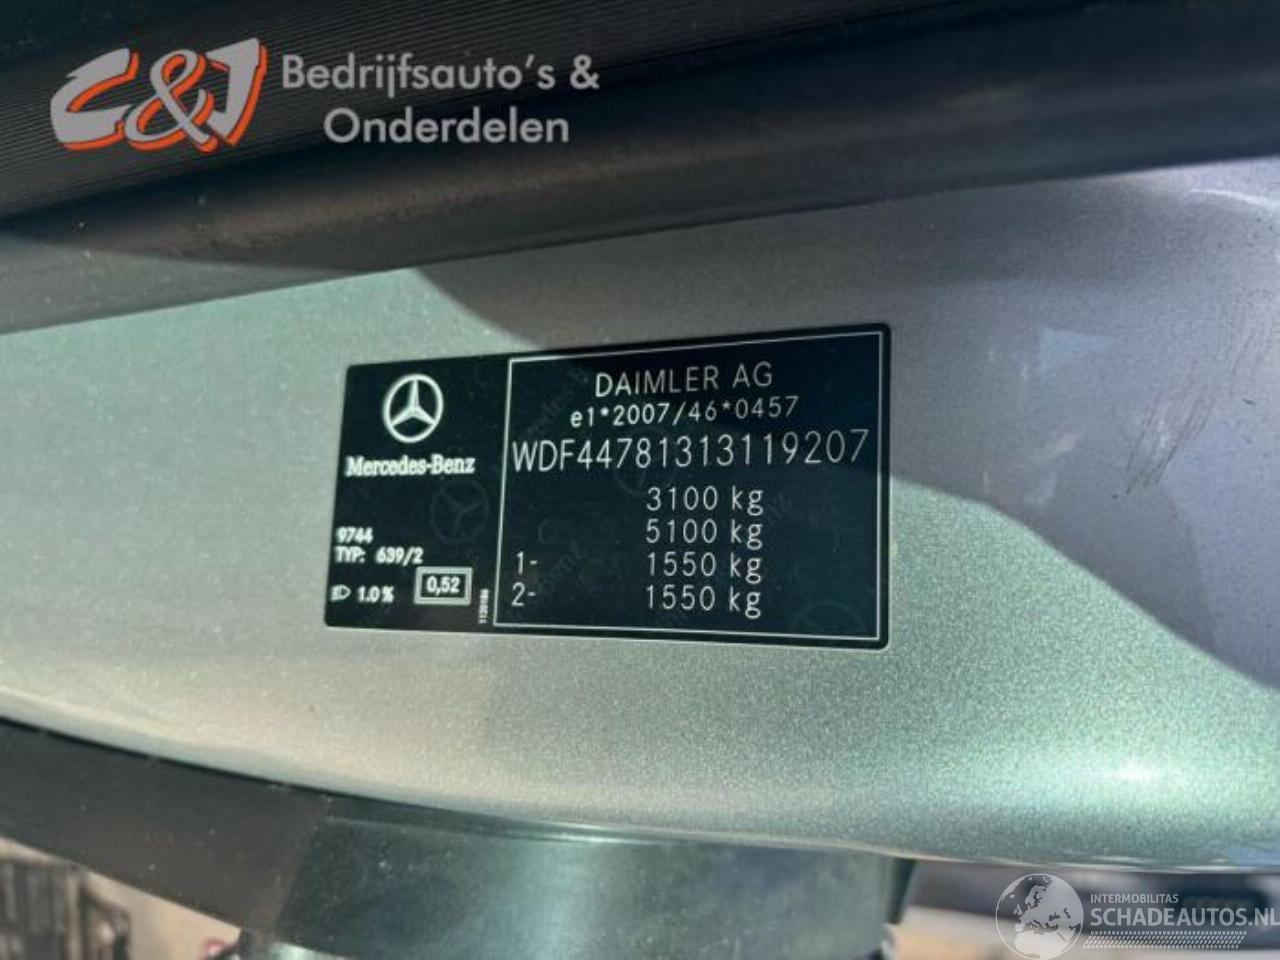 C&J Bedrijfsauto's &
Onderdelen
DAIMLER AG
e1*2007/46*0457
WDF44781313119207
3100 kg
5100 kg
1- 1550 kg
2- 1550 kg
Mercedes-Benz
9744
TYP: 639/2
1.0% 0,52
1120186
INTERMOBILITAS
SCHADEAUTOS.NL